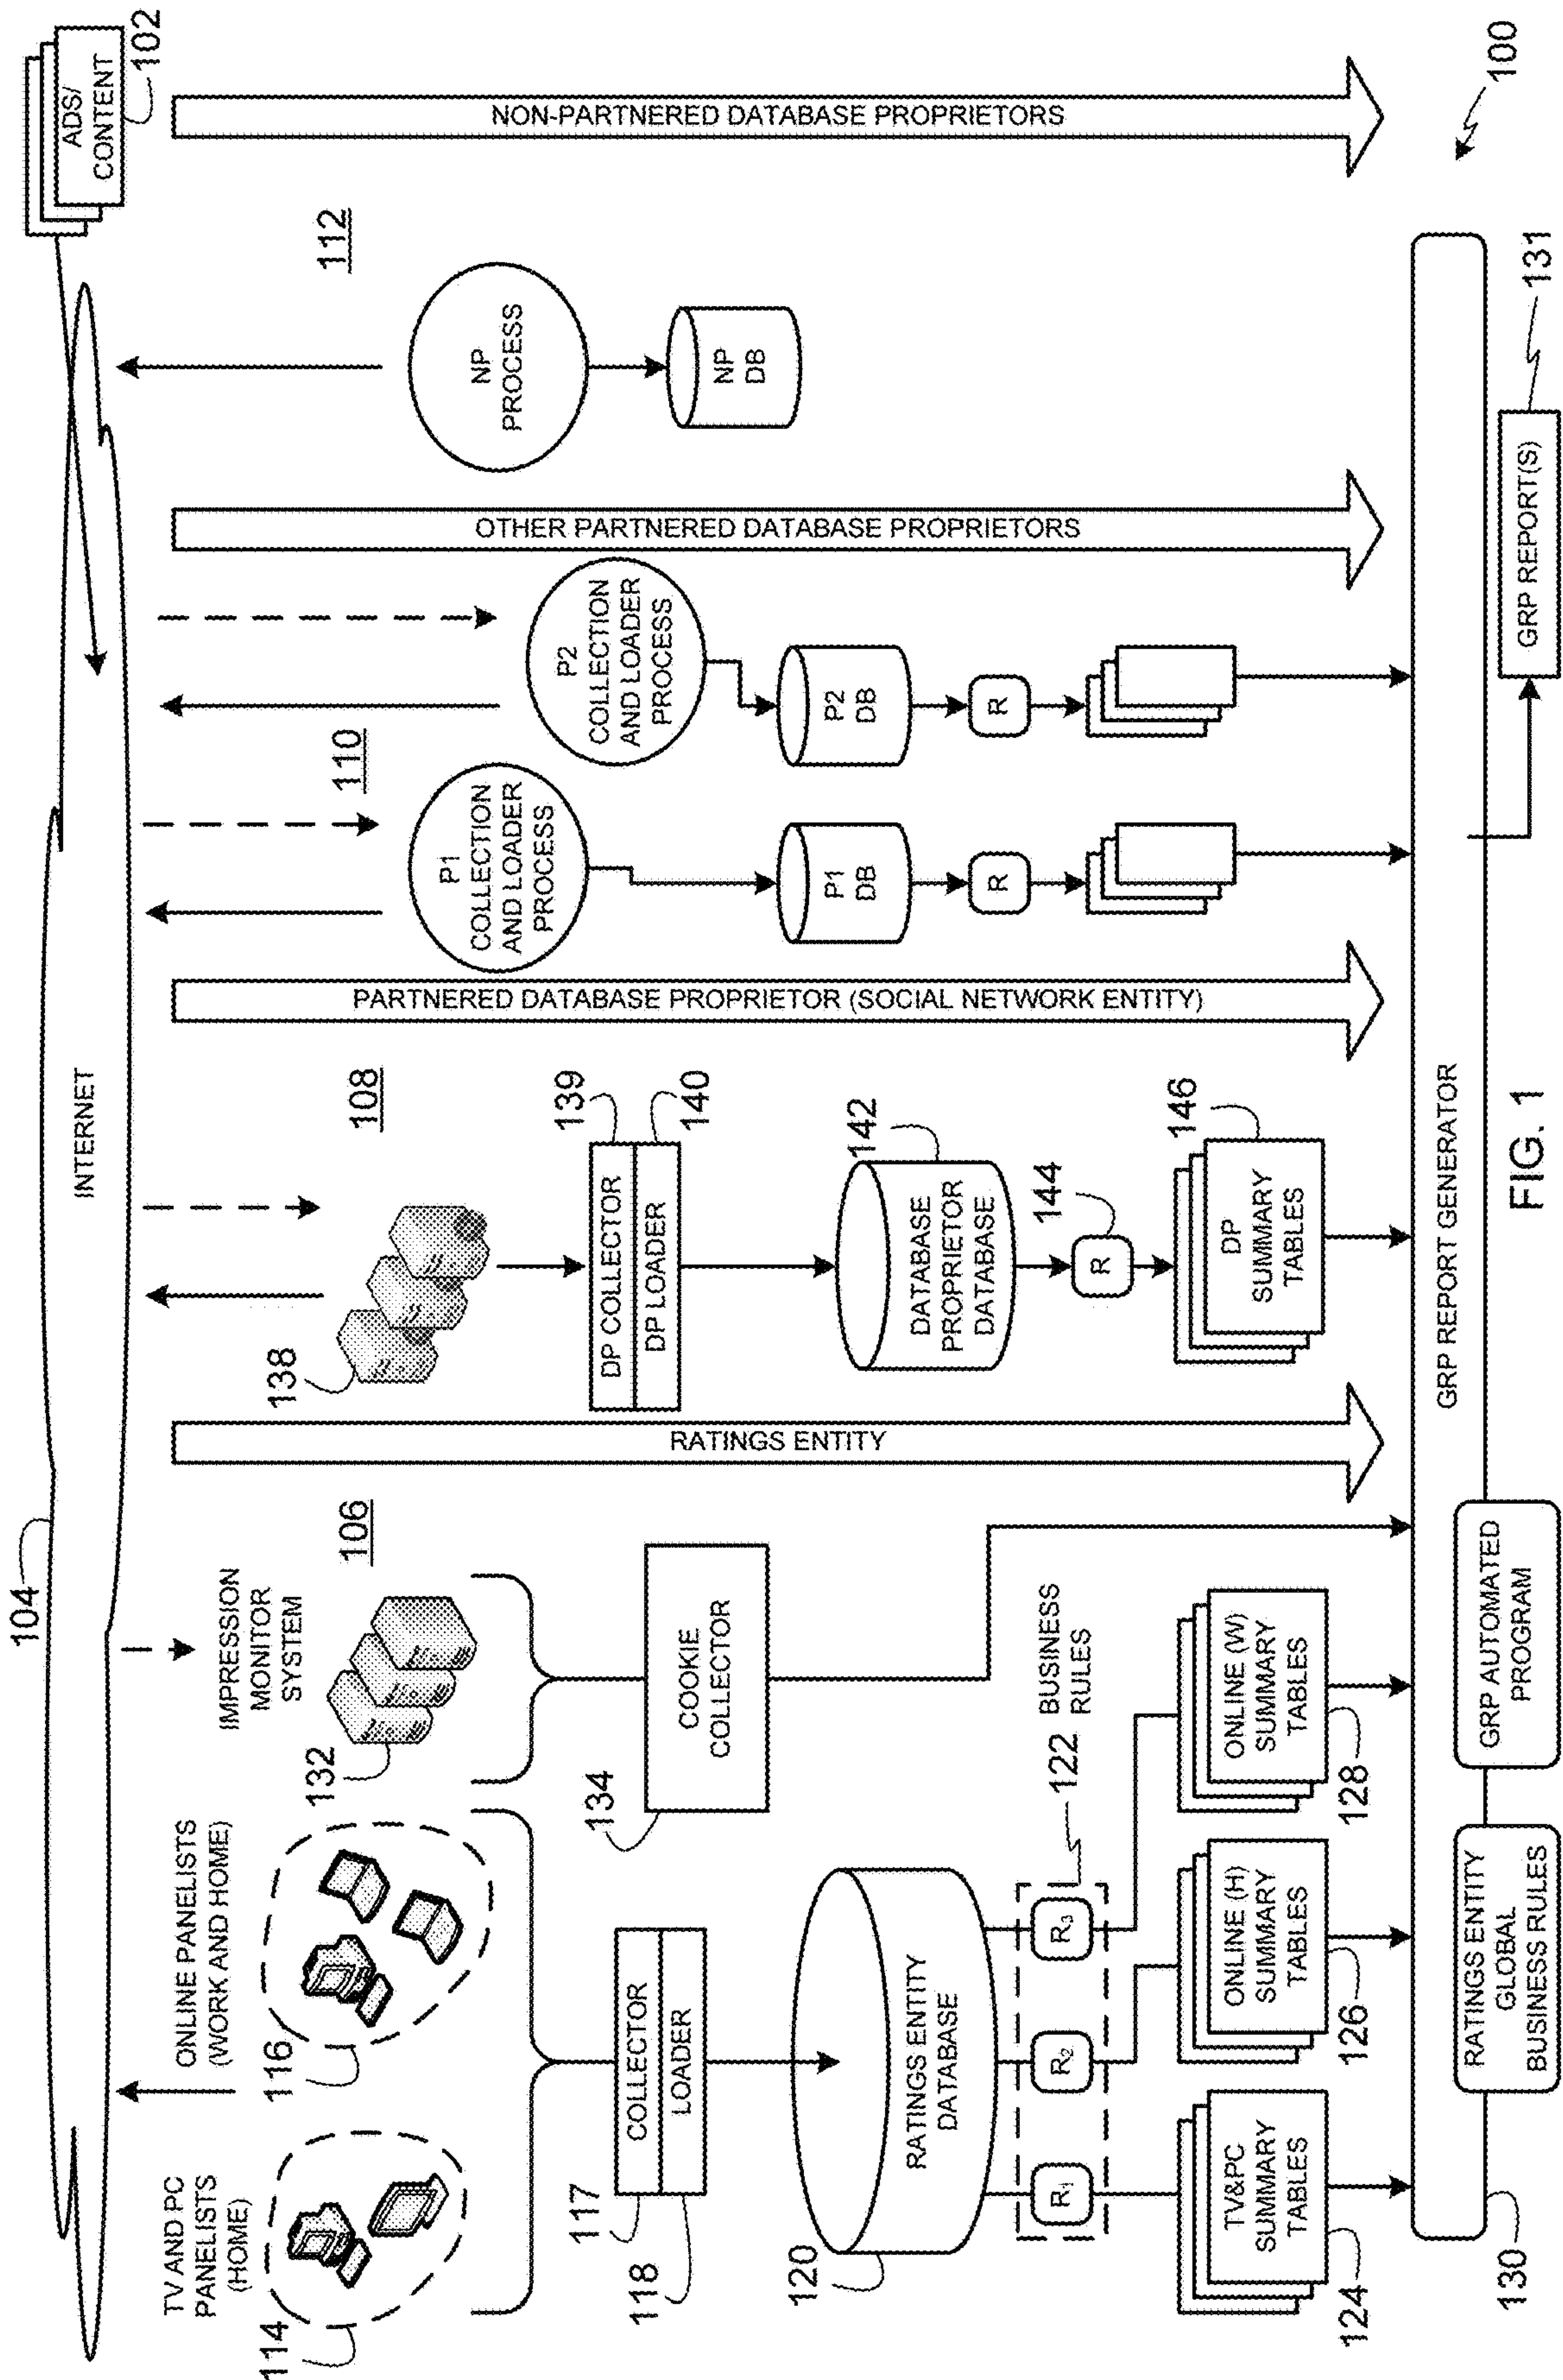 ADS/
CONTENT
102
104
INTERNET
TV AND PC
PANELISTS
(HOME)
114
ONLINE PANELISTS
(WORK AND HOME)
116
IMPRESSION
MONITOR
SYSTEM
132
106
117
COLLECTOR
118
LOADER
134
COOKIE
COLLECTOR
120
RATINGS ENTITY
DATABASE
R1
R2
R3
122
BUSINESS
RULES
TV&PC
SUMMARY
TABLES
124
ONLINE (H)
SUMMARY
TABLES
126
ONLINE (W)
SUMMARY
TABLES
128
RATINGS ENTITY
138
108
DP COLLECTOR
139
DP LOADER
140
DATABASE
PROPRIETOR
DATABASE
142
R
144
DP
SUMMARY
TABLES
146
PARTNERED DATABASE PROPRIETOR (SOCIAL NETWORK ENTITY)
110
P1
COLLECTION
AND LOADER
PROCESS
P1
DB
R
P2
COLLECTION
AND LOADER
PROCESS
P2
DB
R
OTHER PARTNERED DATABASE PROPRIETORS
112
NP
PROCESS
NP
DB
NON-PARTNERED DATABASE PROPRIETORS
GRP REPORT GENERATOR
130
RATINGS ENTITY
GLOBAL
BUSINESS RULES
GRP AUTOMATED
PROGRAM
GRP REPORT(S)
131
100
FIG. 1